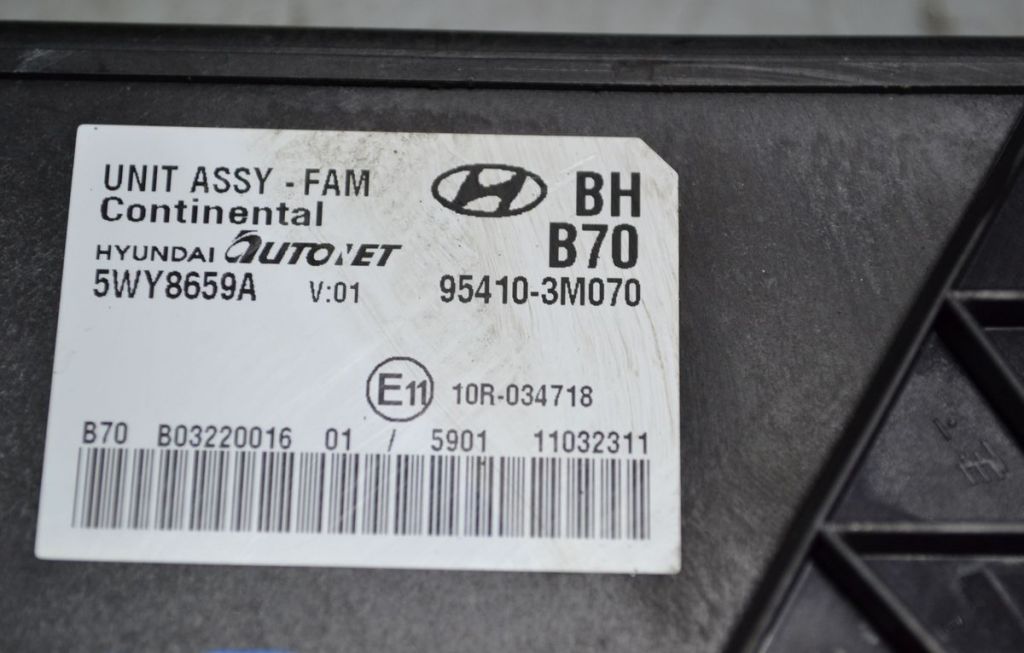 UNIT ASSY - FAM
Continental
HYUNDAI AUTONET
5WY8659A V:01
BH
B70
95410-3M070
E11 10R-034718
B70 B03220016 01 / 5901 11032311